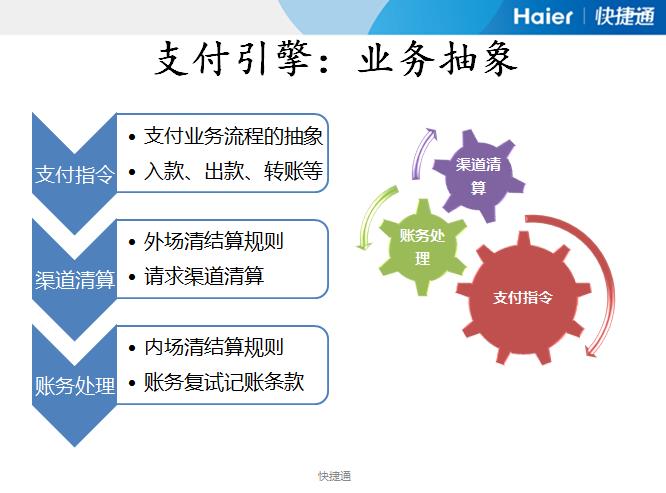 Haier | 快捷通
支付引擎：业务抽象
支付指令
• 支付业务流程的抽象
• 入款、出款、转账等
渠道清算
• 外场清结算规则
• 请求渠道清算
账务处理
• 内场清结算规则
• 账务复试记账条款
渠道清
算
账务处
理
支付指令
快捷通